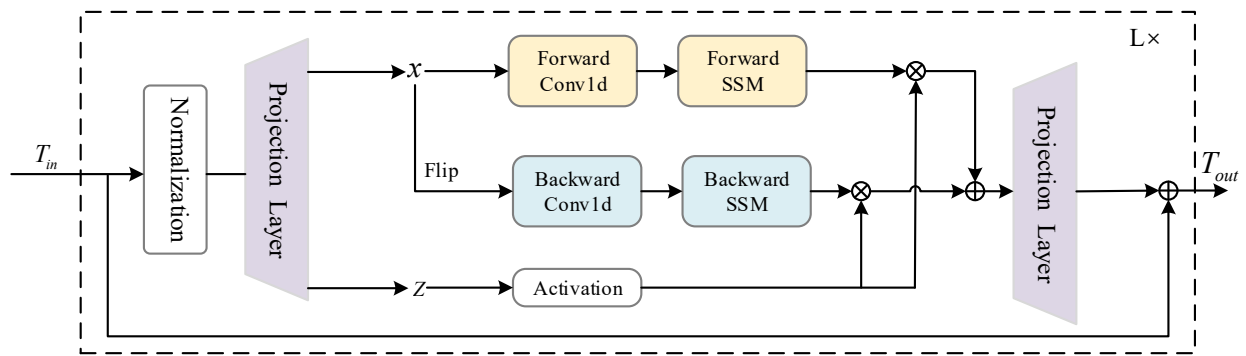 L×
T_in
Normalization
Projection Layer
x
Forward
Conv1d
Forward
SSM
Flip
Backward
Conv1d
Backward
SSM
z
Activation
Projection Layer
T_out